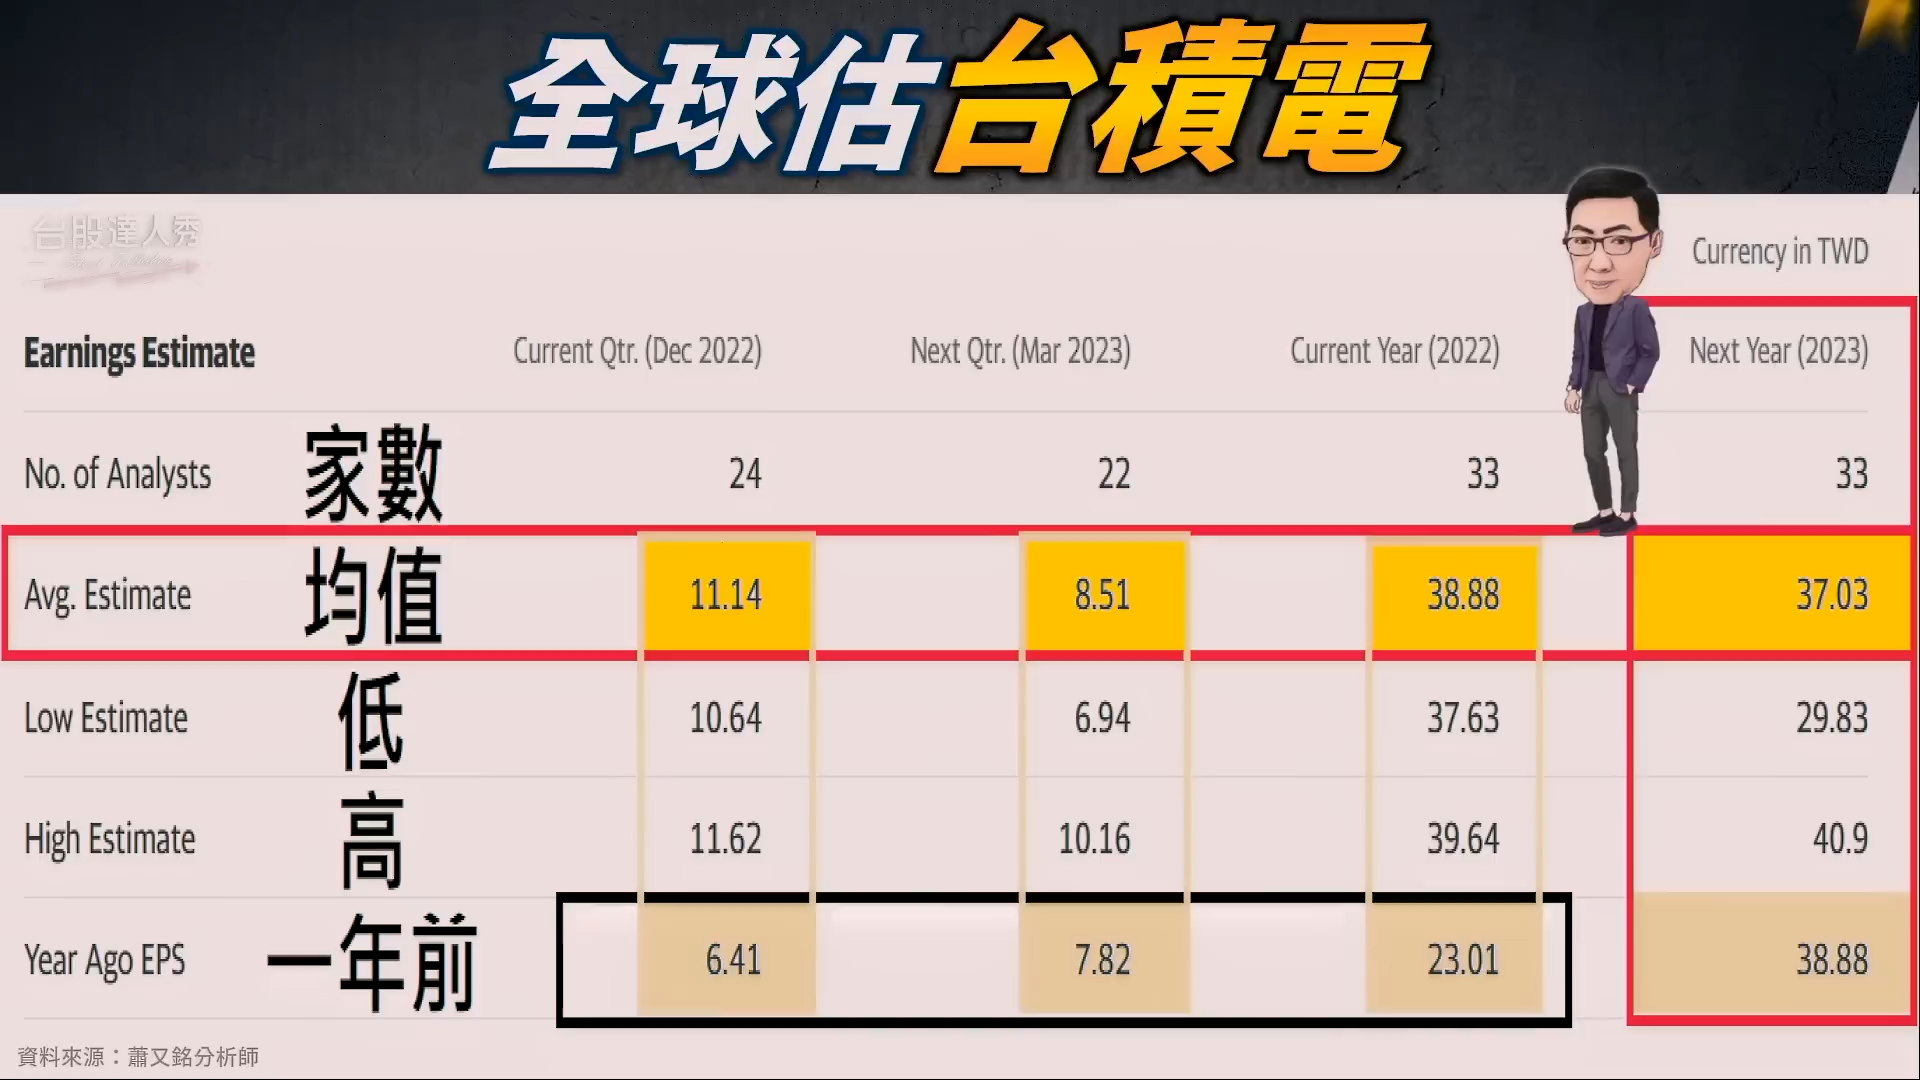 全球估台積電
台股達人秀
Currency in TWD
Earnings Estimate Current Qtr. (Dec 2022) Next Qtr. (Mar 2023) Current Year (2022) Next Year (2023)
No. of Analysts 家數 24 22 33 33
Avg. Estimate 均值 11.14 8.51 38.88 37.03
Low Estimate 低 10.64 6.94 37.63 29.83
High Estimate 高 11.62 10.16 39.64 40.9
Year Ago EPS 一年前 6.41 7.82 23.01 38.88
資料來源：蕭又銘分析師